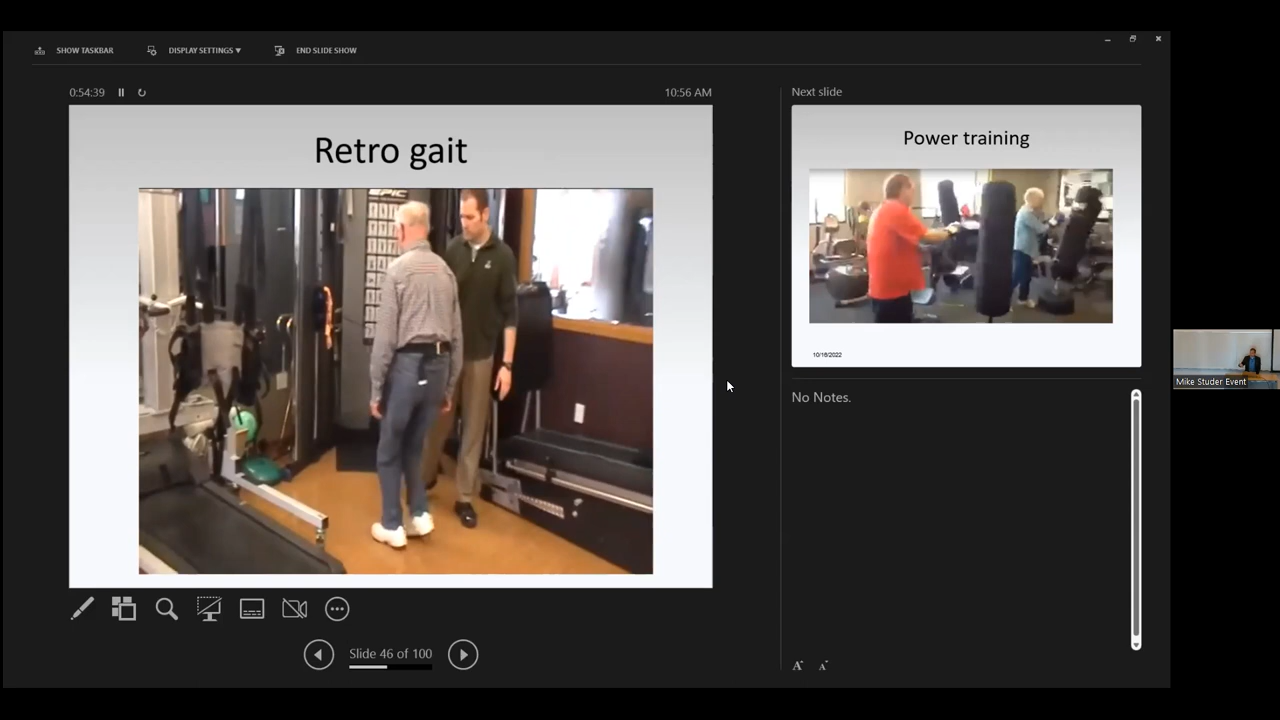 SHOW TASKBAR
DISPLAY SETTINGS ▾
END SLIDE SHOW
0:54:39
10:56 AM
Next slide
Retro gait
EPIC
Power training
10/16/2022
No Notes.
Mike Studer Event
Slide 46 of 100
A A